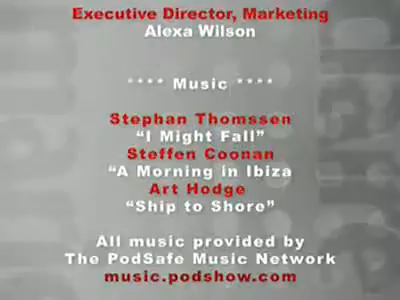 Executive Director, Marketing
Alexa Wilson
**** Music ****
Stephan Thomssen
“I Might Fall”
Steffen Coonan
“A Morning in Ibiza
Art Hodge
“Ship to Shore”
All music provided by
The PodSafe Music Network
music.podshow.com